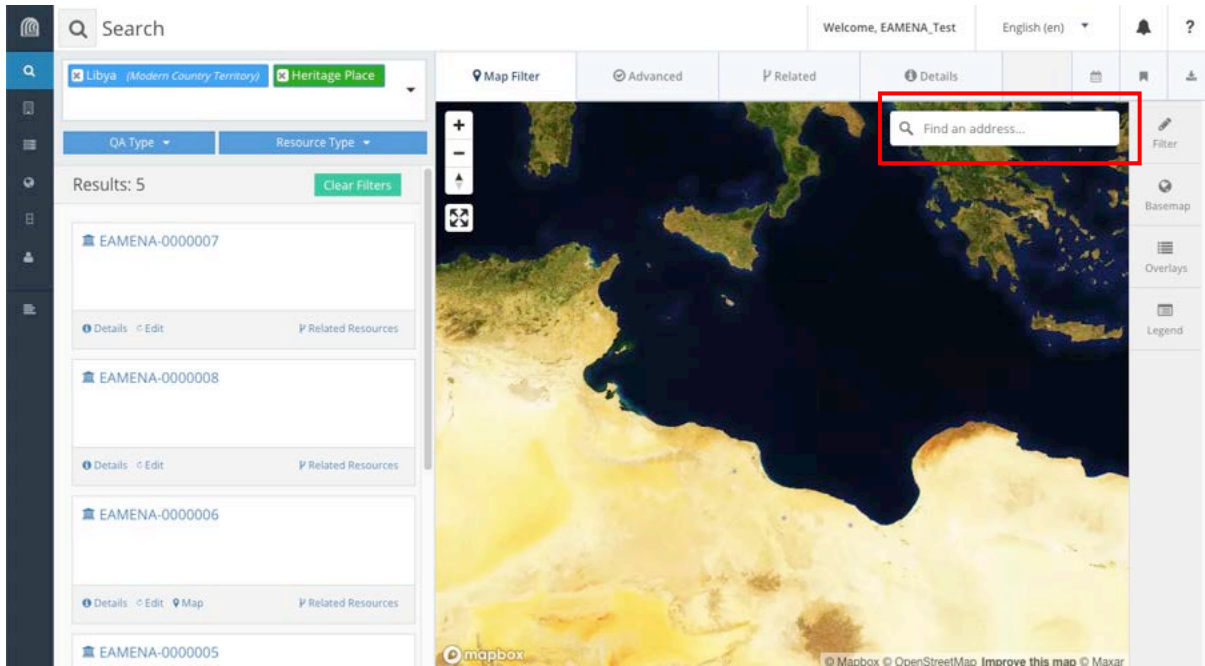 Search
Welcome, EAMENA_Test
English (en)
?
Libya (Modern Country Territory)
Heritage Place
QA Type
Resource Type
Results: 5
Clear Filters
EAMENA-0000007
Details
Edit
Related Resources
EAMENA-0000008
Details
Edit
Related Resources
EAMENA-0000006
Details
Edit
Map
Related Resources
EAMENA-0000005
Map Filter
Advanced
Related
Details
Find an address...
Filter
Basemap
Overlays
Legend
mapbox
© Mapbox © OpenStreetMap Improve this map © Maxar